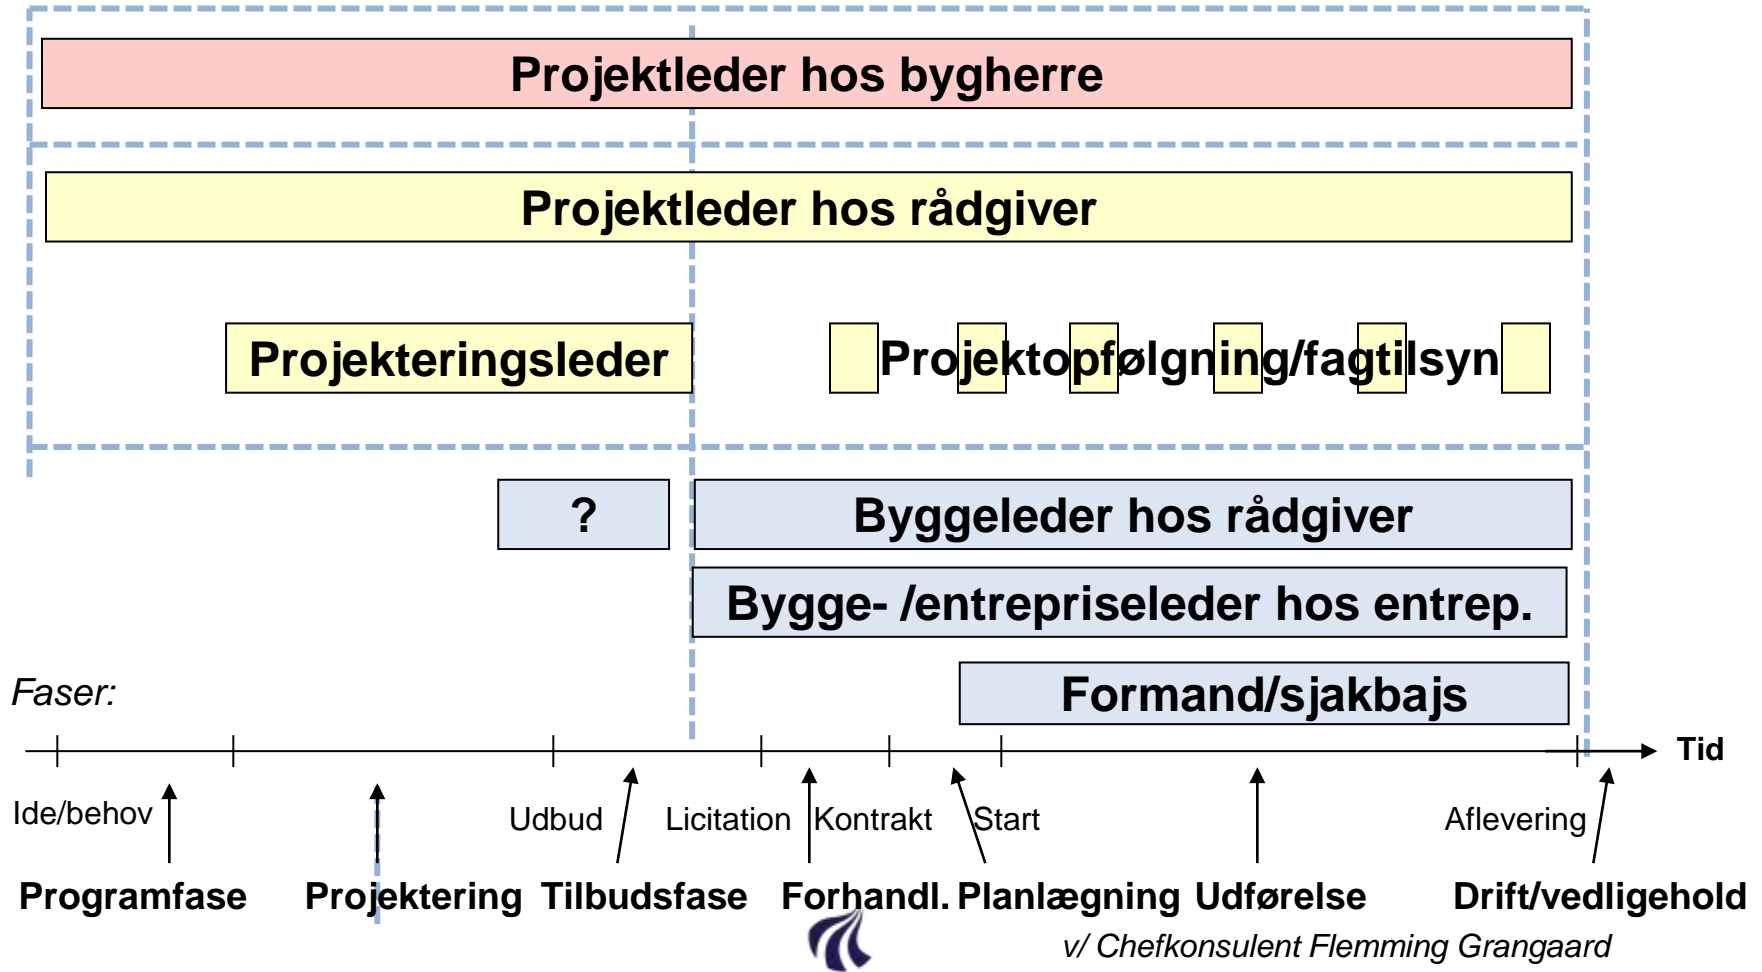 Projektleder hos bygherre
Projektleder hos rådgiver
Projekteringsleder
Projektopfølgning/fagtilsyn
?
Byggeleder hos rådgiver
Bygge- /entrepriseleder hos entrep.
Formand/sjakbajs
Faser:
Tid
Ide/behov
Udbud
Licitation
Kontrakt
Start
Aflevering
Programfase
Projektering
Tilbudsfase
Forhandl.
Planlægning
Udførelse
Drift/vedligehold
v/ Chefkonsulent Flemming Grangaard